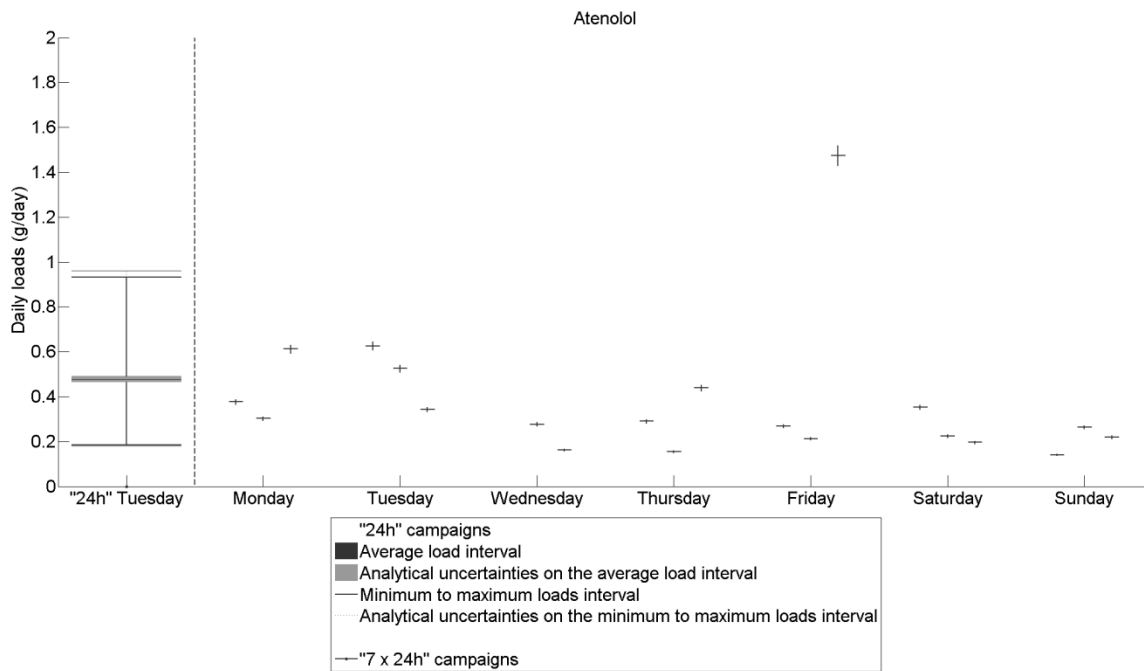 Atenolol
Daily loads (g/day)
2
1.8
1.6
1.4
1.2
1
0.8
0.6
0.4
0.2
0
"24h" Tuesday Monday Tuesday Wednesday Thursday Friday Saturday Sunday
"24h" campaigns
Average load interval
Analytical uncertainties on the average load interval
Minimum to maximum loads interval
Analytical uncertainties on the minimum to maximum loads interval
"7 x 24h" campaigns